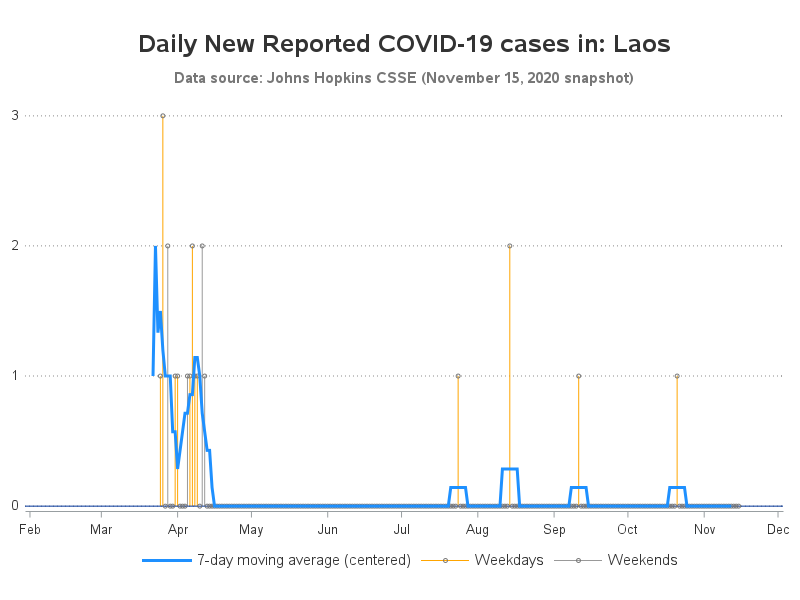 Daily New Reported COVID-19 cases in: Laos
Data source: Johns Hopkins CSSE (November 15, 2020 snapshot)
3
2
1
0
Feb Mar Apr May Jun Jul Aug Sep Oct Nov Dec
7-day moving average (centered) Weekdays Weekends